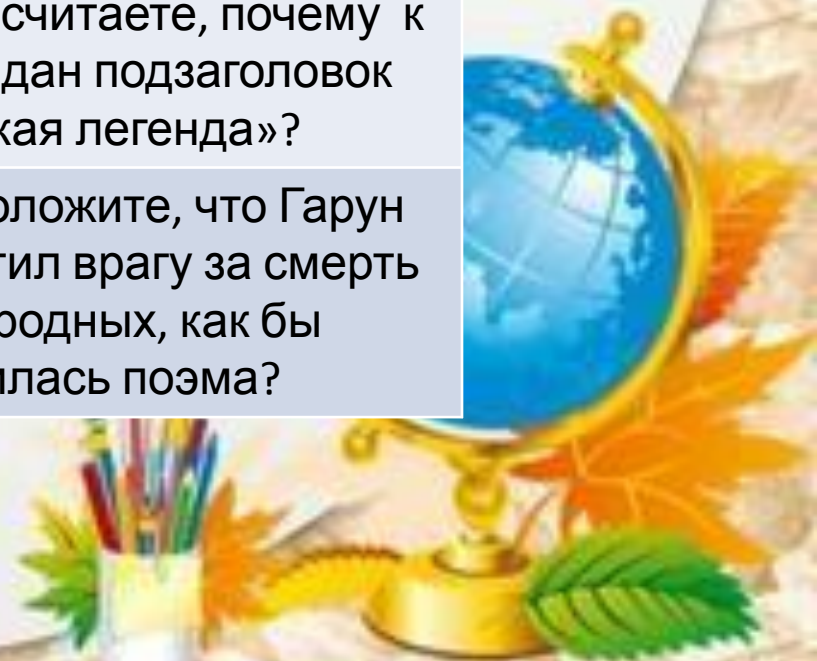 считаете, почему к
дан подзаголовок
кая легенда»?
оложите, что Гарун
тил врагу за смерть
родных, как бы
илась поэма?